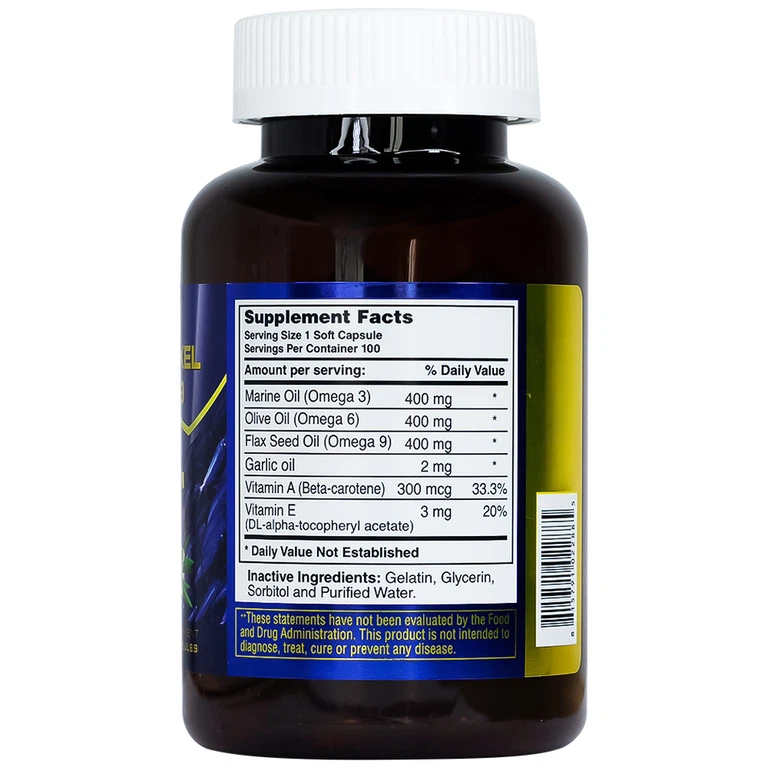 Supplement Facts
Serving Size 1 Soft Capsule
Servings Per Container 100
Amount per serving: % Daily Value
Marine Oil (Omega 3) 400 mg *
Olive Oil (Omega 6) 400 mg *
Flax Seed Oil (Omega 9) 400 mg *
Garlic oil 2 mg *
Vitamin A (Beta-carotene) 300 mcg 33.3%
Vitamin E 3 mg 20%
(DL-alpha-tocopheryl acetate)
* Daily Value Not Established
Inactive Ingredients: Gelatin, Glycerin,
Sorbitol and Purified Water.
**These statements have not been evaluated by the Food
and Drug Administration. This product is not intended to
diagnose, treat, cure or prevent any disease.